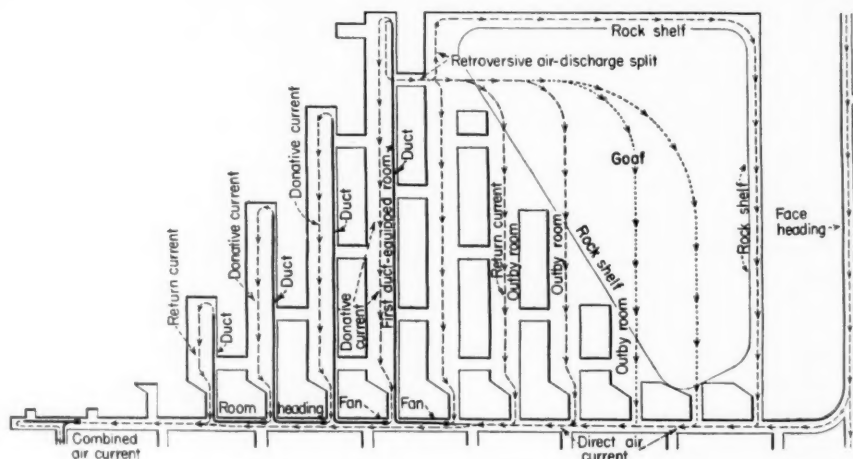 Rock shelf
Retroversive air-discharge split
Donative current
Duct
Goaf
Donative current
Duct
First duct-equipped room
Duct
Return current
Outby room
Outby room
Rock shelf
Rock shelf
Face
heading
Return current
Duct
Donative
current
Outby room
Room
heading
Fan
Fan
Combined
air current
Direct air
current